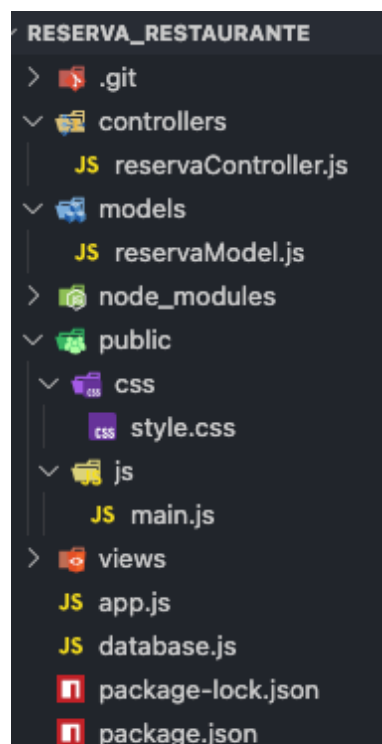 RESERVA_RESTAURANTE
.git
controllers
JS reservaController.js
models
JS reservaModel.js
node_modules
public
css
css style.css
js
JS main.js
views
JS app.js
JS database.js
package-lock.json
package.json